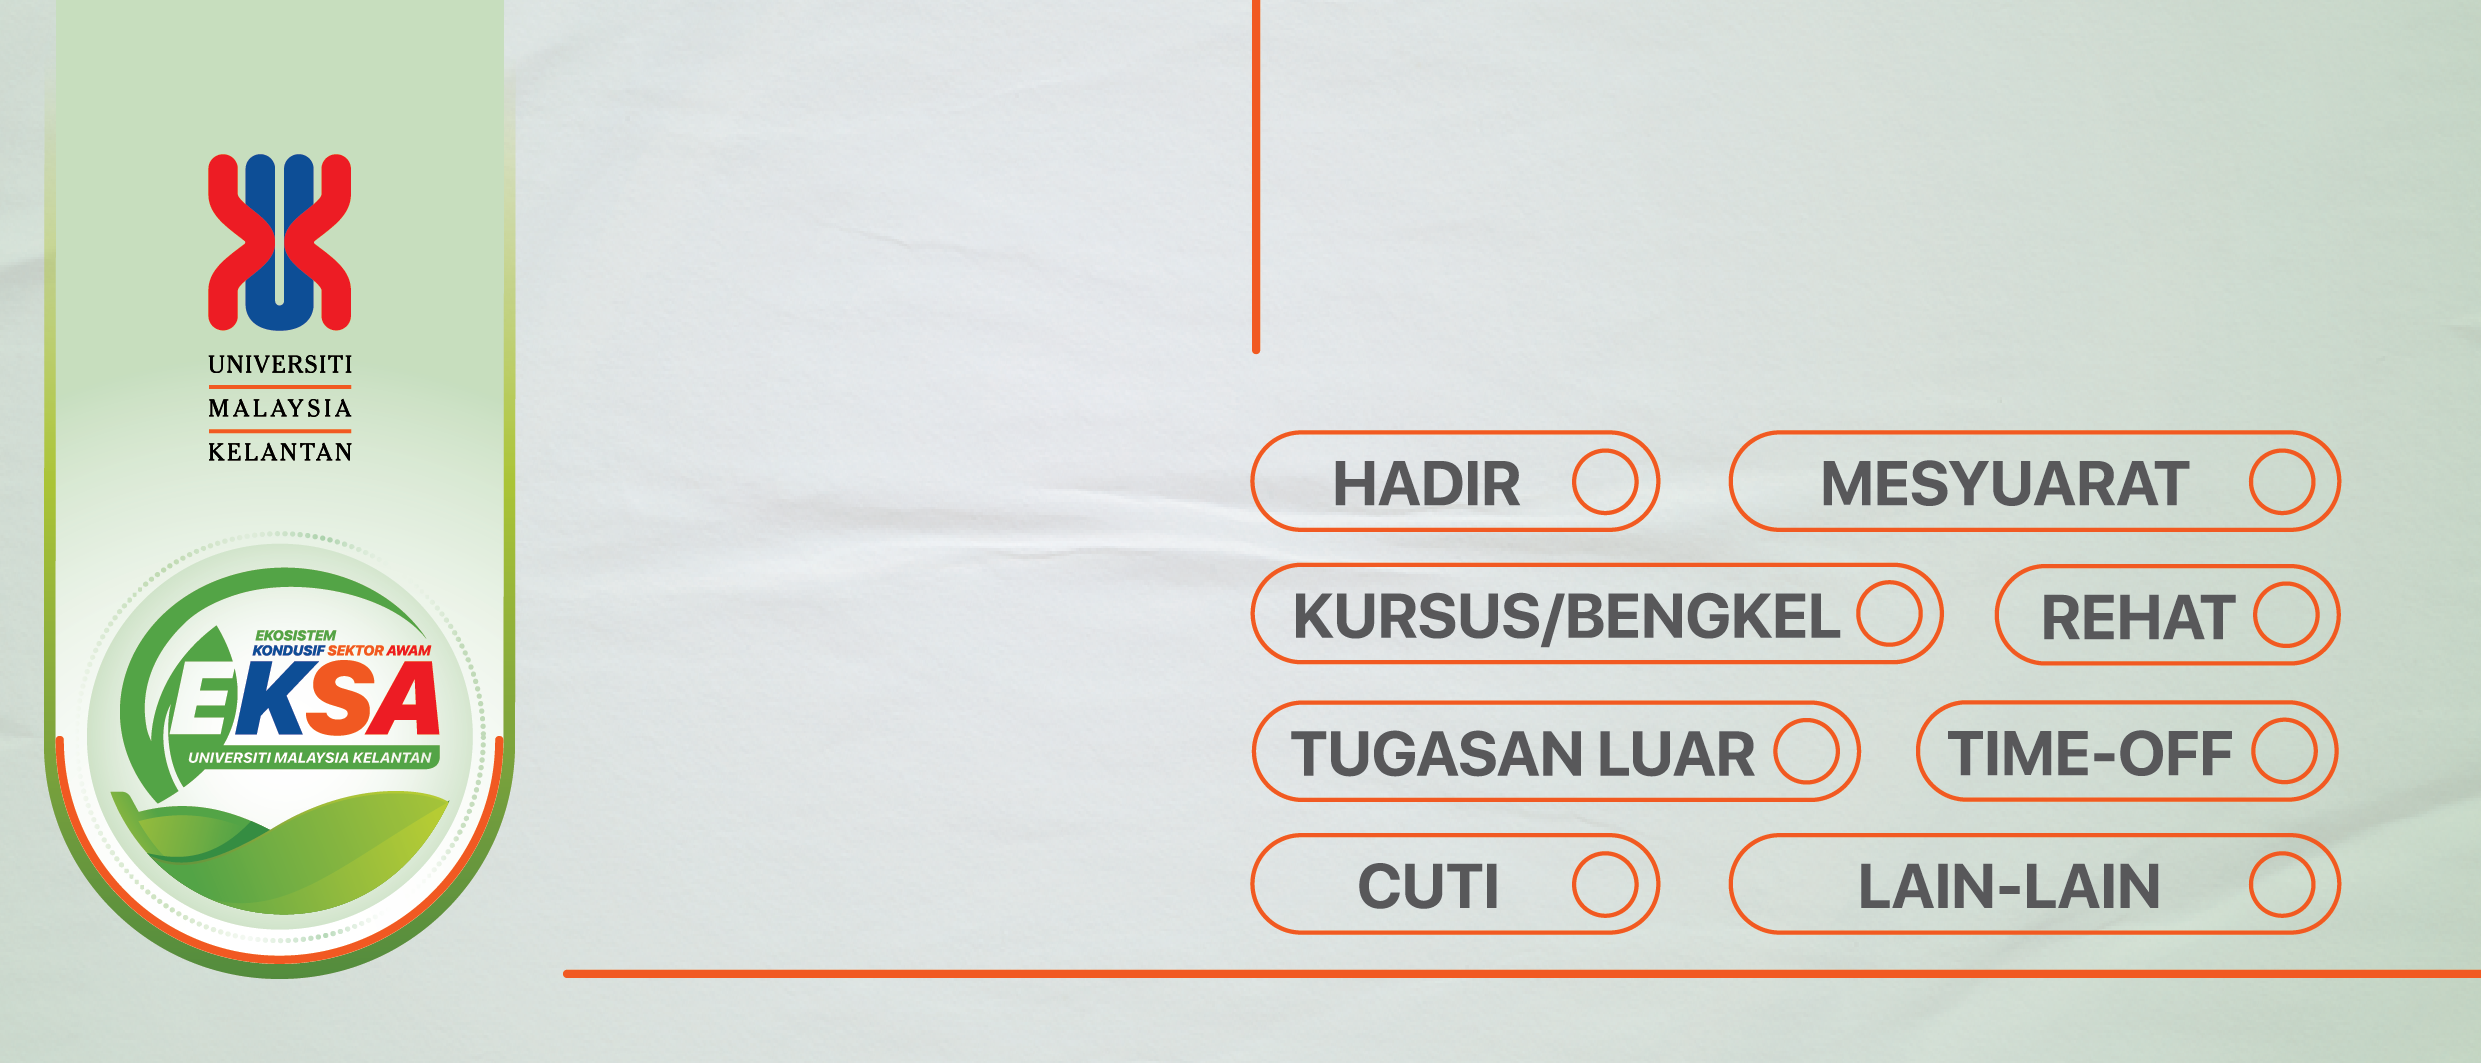 UNIVERSITI
MALAYSIA
KELANTAN
EKOSISTEM
KONDUSIF SEKTOR AWAM
EKSA
UNIVERSITI MALAYSIA KELANTAN
HADIR
MESYUARAT
KURSUS/BENGKEL
REHAT
TUGASAN LUAR
TIME-OFF
CUTI
LAIN-LAIN